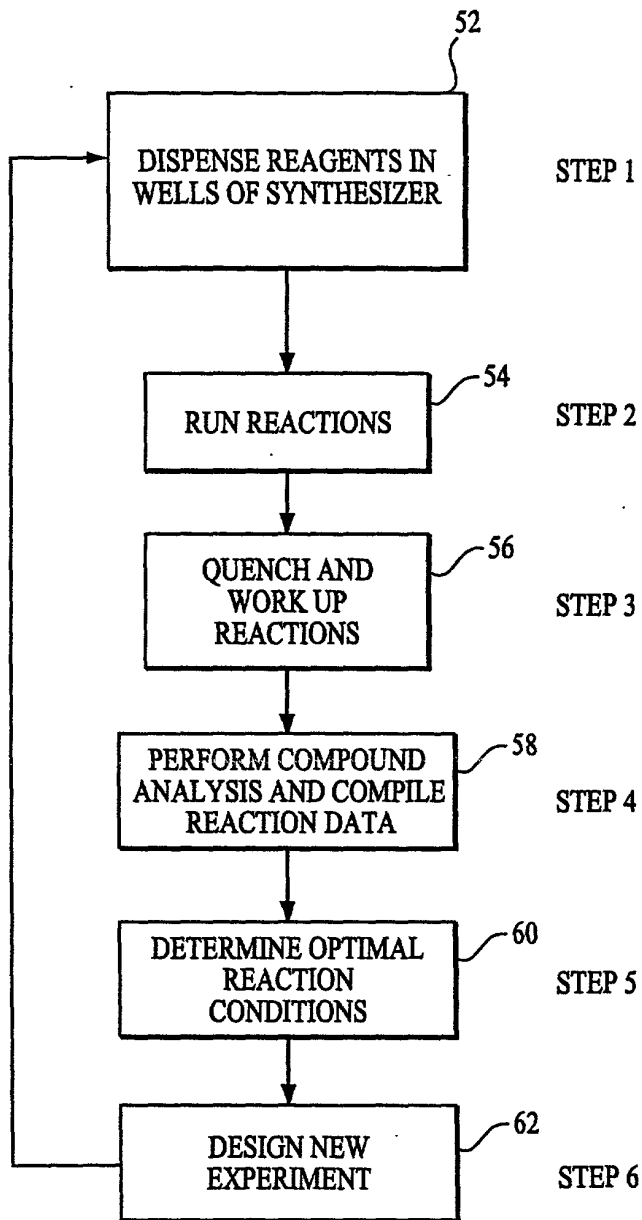 52
DISPENSE REAGENTS IN
WELLS OF SYNTHESIZER
STEP 1
54
RUN REACTIONS
STEP 2
56
QUENCH AND
WORK UP
REACTIONS
STEP 3
58
PERFORM COMPOUND
ANALYSIS AND COMPILE
REACTION DATA
STEP 4
60
DETERMINE OPTIMAL
REACTION
CONDITIONS
STEP 5
62
DESIGN NEW
EXPERIMENT
STEP 6